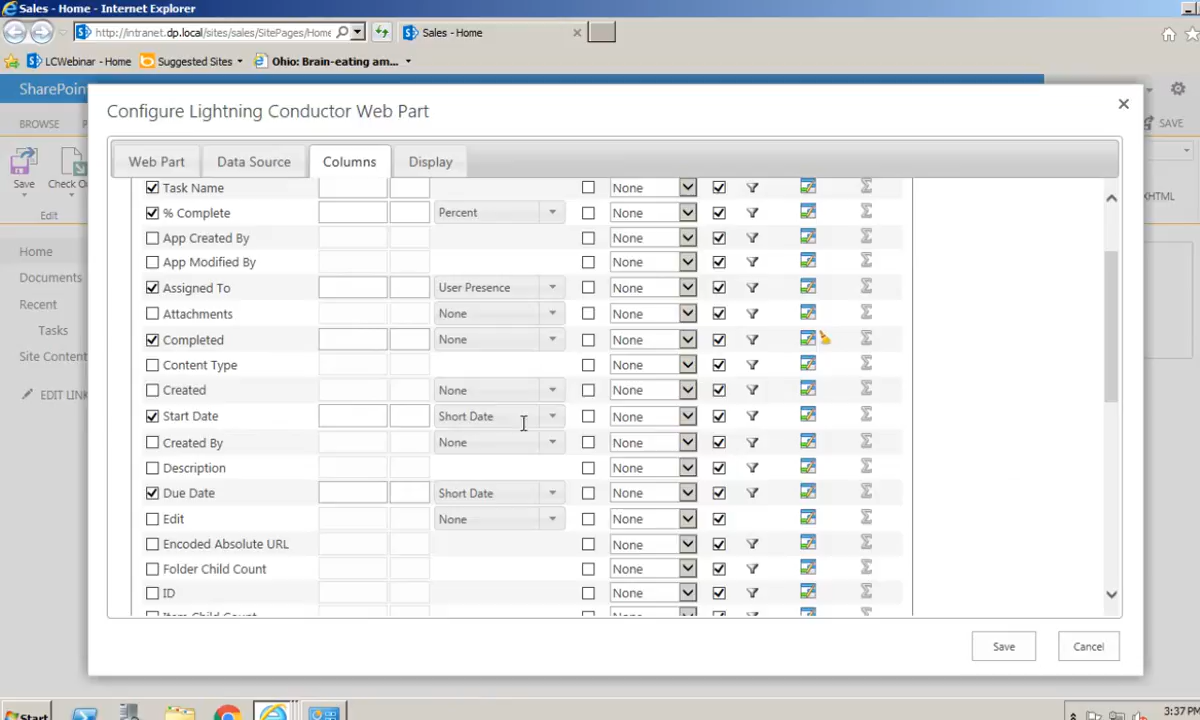 Sales - Home - Internet Explorer
http://intranet.dp.local/sites/sales/SitePages/Home
Sales - Home
LCWebinar - Home
Suggested Sites
Ohio: Brain-eating am...
SharePoin
BROWSE
SAVE
Configure Lightning Conductor Web Part
Web Part
Data Source
Columns
Display
Save
Check O
Edit
XHTML
Home
Documents
Recent
Tasks
Site Content
EDIT LINK
Task Name None
% Complete Percent None
App Created By None
App Modified By None
Assigned To User Presence None
Attachments None None
Completed None None
Content Type None
Created None None
Start Date Short Date None
Created By None None
Description None
Due Date Short Date None
Edit None None
Encoded Absolute URL None
Folder Child Count None
ID None
Item Child Count
Save
Cancel
Start
3:37 PM